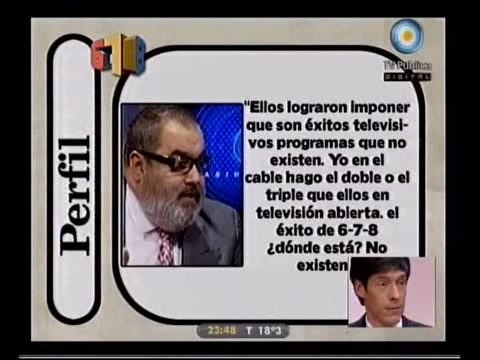 678
TV Pública
DIGITAL
Perfil
"Ellos lograron imponer
que son éxitos televisi-
vos programas que no
existen. Yo en el
cable hago el doble o el
triple que ellos en
televisión abierta. el
éxito de 6-7-8
¿dónde está? No
existen
23:48 T 18°3